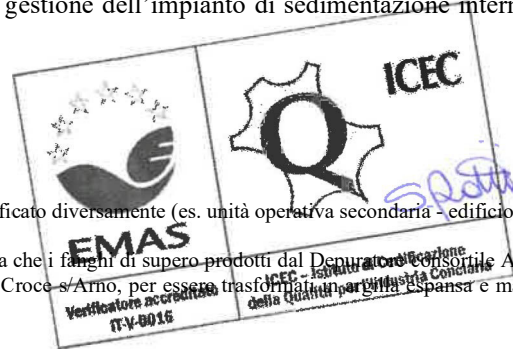 gestione dell'impianto di sedimentazione intern
ICEC
Q
ficato diversamente (es. unità operativa secondaria - edificio
EMAS
a che i fanghi di supero prodotti dal Depuratore Consortile A
ICEC - Istituto di Certificazione
Croce s/Arno, per essere trasformati in argilla espansa e ma
della Qualità per l'Industria Conciaria
Verificatore accreditato
IT-V-0016